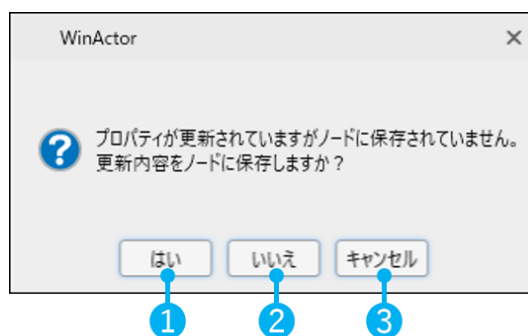 WinActor
プロパティが更新されていますがノードに保存されていません。
更新内容をノードに保存しますか？
はい いいえ キャンセル
1 2 3